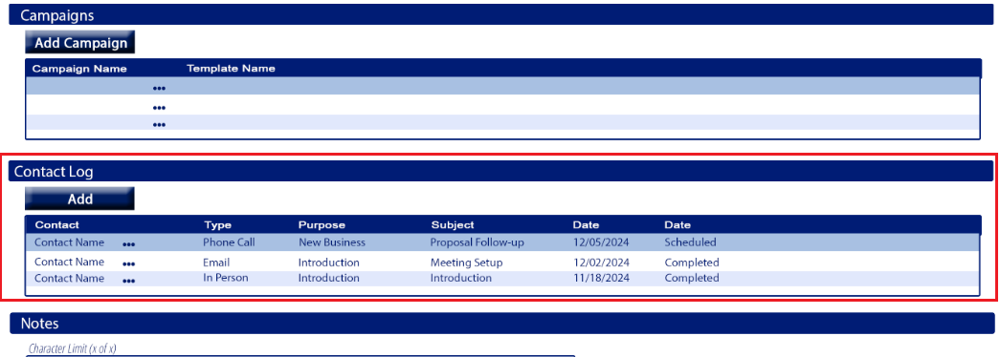 Campaigns
Add Campaign
Campaign Name Template Name
•••
•••
•••
Contact Log
Add
Contact Type Purpose Subject Date Date
Contact Name ••• Phone Call New Business Proposal Follow-up 12/05/2024 Scheduled
Contact Name ••• Email Introduction Meeting Setup 12/02/2024 Completed
Contact Name ••• In Person Introduction Introduction 11/18/2024 Completed
Notes
Character Limit (x of x)